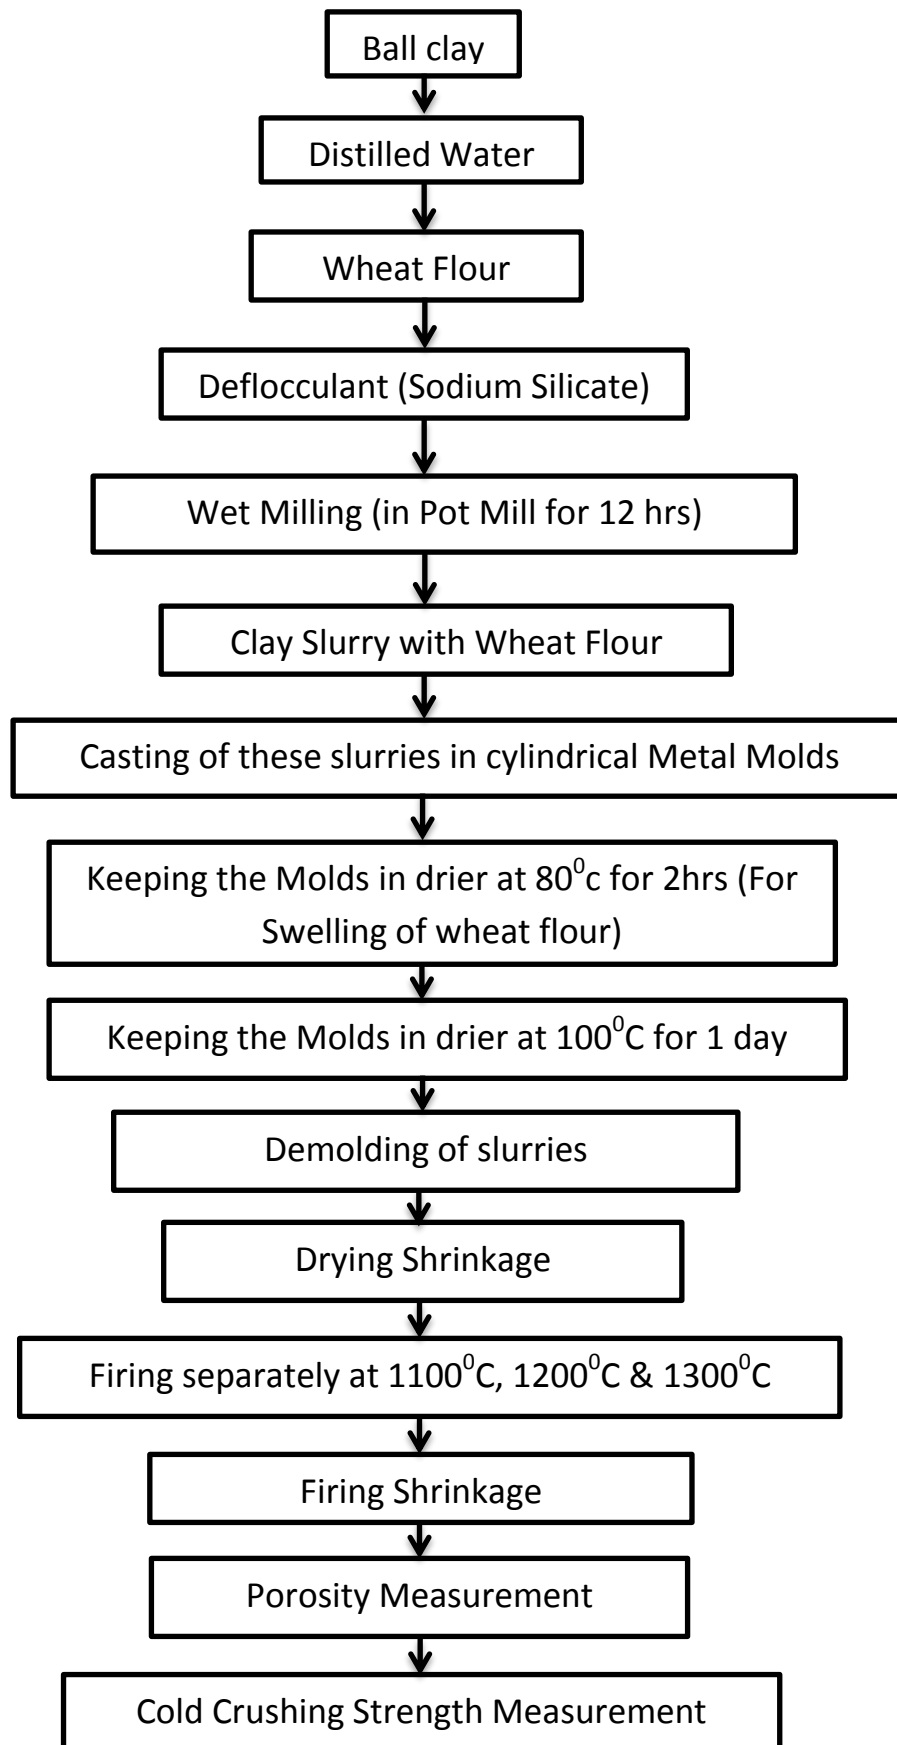 Ball clay
Distilled Water
Wheat Flour
Deflocculant (Sodium Silicate)
Wet Milling (in Pot Mill for 12 hrs)
Clay Slurry with Wheat Flour
Casting of these slurries in cylindrical Metal Molds
Keeping the Molds in drier at 80⁰c for 2hrs (For
Swelling of wheat flour)
Keeping the Molds in drier at 100⁰C for 1 day
Demolding of slurries
Drying Shrinkage
Firing separately at 1100⁰C, 1200⁰C & 1300⁰C
Firing Shrinkage
Porosity Measurement
Cold Crushing Strength Measurement